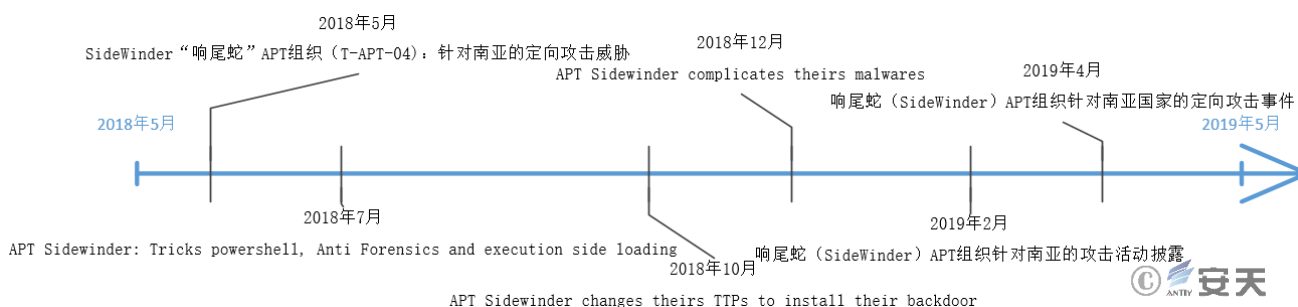 2018年5月
SideWinder“响尾蛇”APT组织（T-APT-04）：针对南亚的定向攻击威胁
2018年12月
APT Sidewinder complicates theirs malwares
2019年4月
响尾蛇（SideWinder）APT组织针对南亚国家的定向攻击事件
2018年5月
2019年5月
2018年7月
APT Sidewinder: Tricks powershell, Anti Forensics and execution side loading
2018年10月
APT Sidewinder changes theirs TTPs to install their backdoor
2019年2月
响尾蛇（SideWinder）APT组织针对南亚的攻击活动披露
© ANTIY 安天